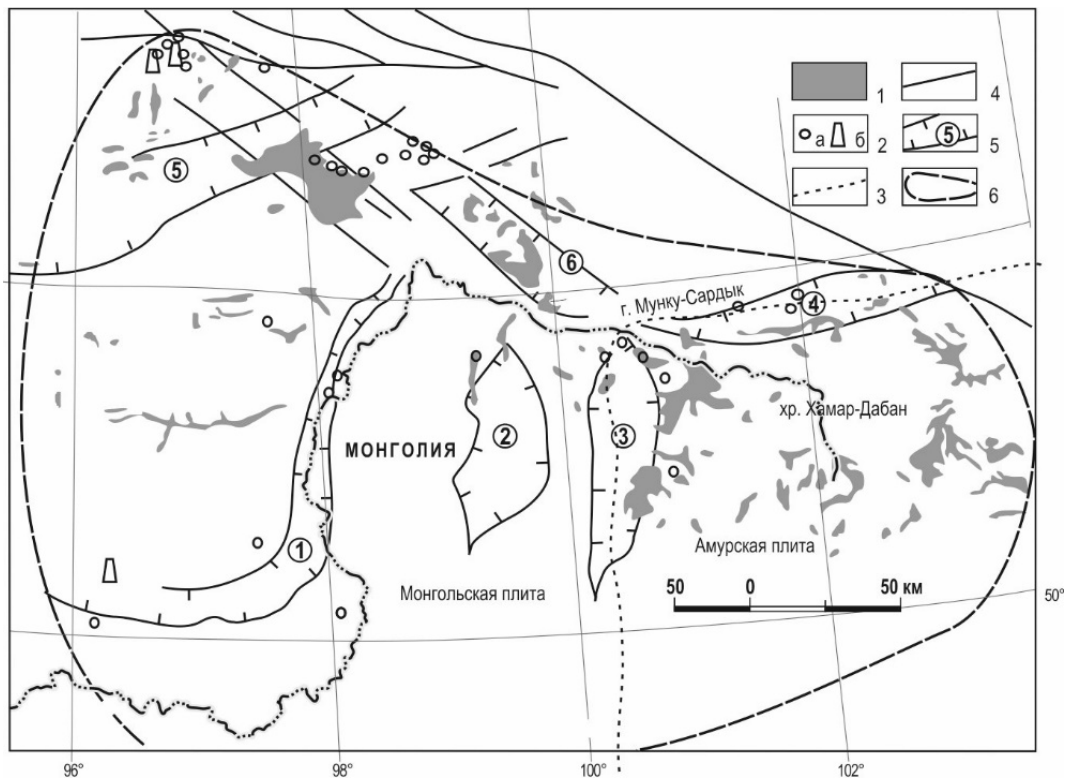 1 4
а б 2 ⑤ 5
3 6
⑤
⑥
г. Мунку-Сардык
④
хр. Хамар-Дабан
МОНГОЛИЯ
②
③
①
Амурская плита
Монгольская плита
50 0 50 км
50°
96° 98° 100° 102°